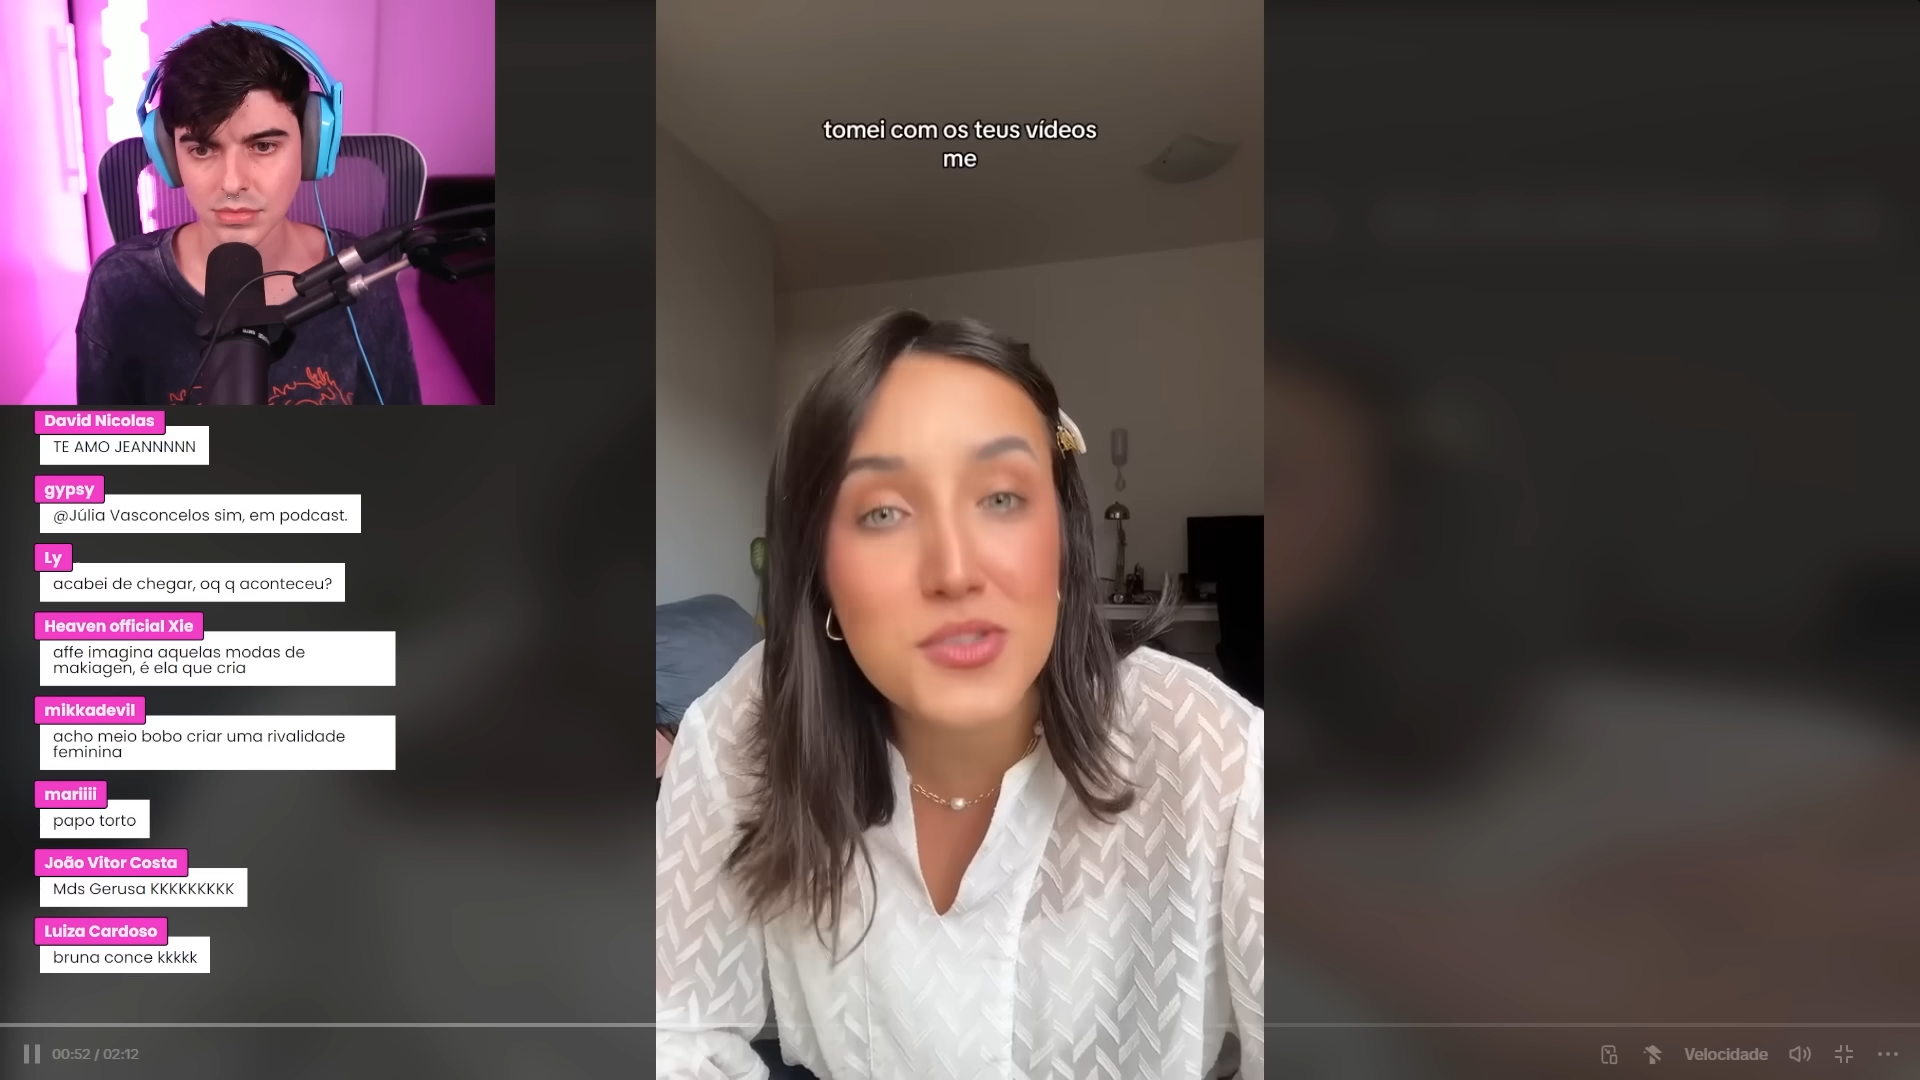 tomei com os teus vídeos
me
David Nicolas
TE AMO JEANNNNN
gypsy
@Júlia Vasconcelos sim, em podcast.
Ly
acabei de chegar, oq q aconteceu?
Heaven official Xie
affe imagina aquelas modas de
makiagen, é ela que cria
mikkadevil
acho meio bobo criar uma rivalidade
feminina
mariiii
papo torto
João Vitor Costa
Mds Gerusa KKKKKKKKK
Luiza Cardoso
bruna conce kkkkk
00:52 / 02:12
Velocidade